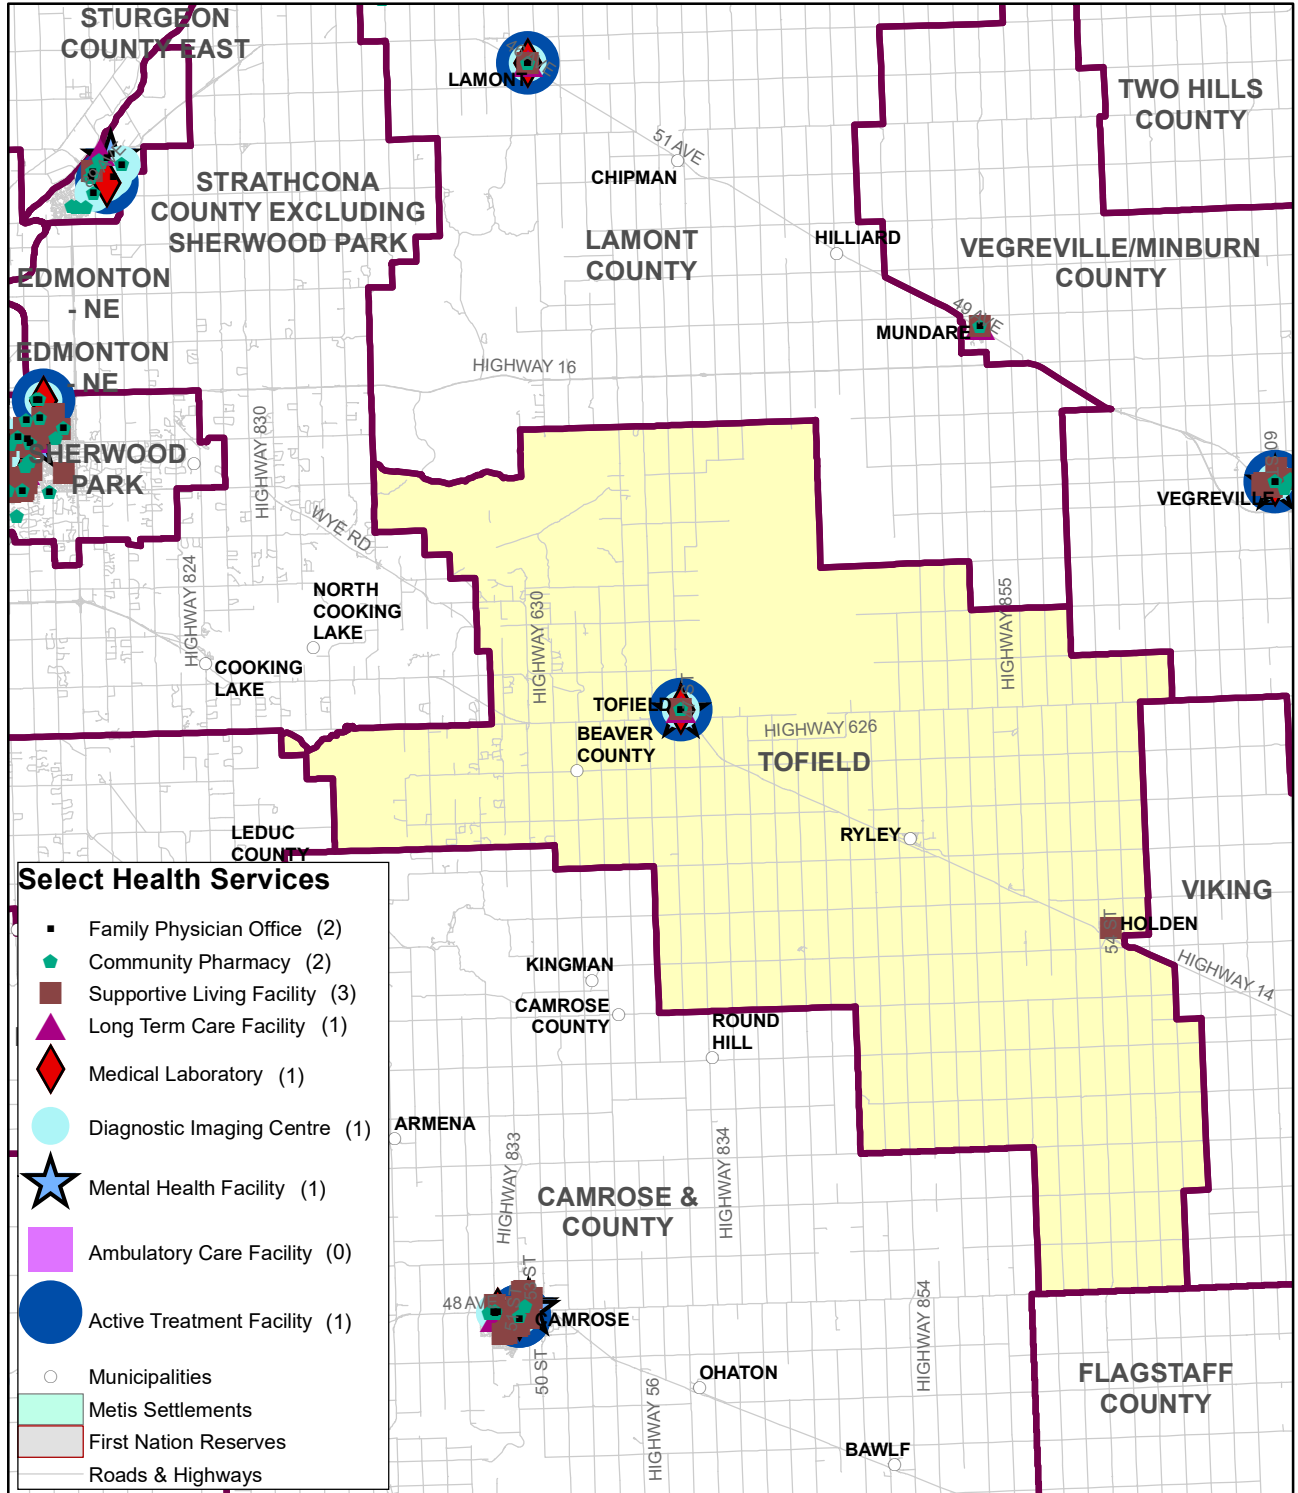 STURGEON
COUNTY EAST
LAMONT
TWO HILLS
COUNTY
51 AVE
CHIPMAN
STRATHCONA
COUNTY EXCLUDING
SHERWOOD PARK
LAMONT
COUNTY
HILLIARD
VEGREVILLE/MINBURN
COUNTY
EDMONTON
- NE
49 AVE
MUNDARE
EDMONTON
- NE
HIGHWAY 16
HIGHWAY 830
SHERWOOD
PARK
VEGREVILLE
WYE RD
HIGHWAY 824
NORTH
COOKING
LAKE
HIGHWAY 630
HIGHWAY 855
COOKING
LAKE
TOFIELD
BEAVER
COUNTY
HIGHWAY 626
TOFIELD
LEDUC
COUNTY
RYLEY
VIKING
54 ST
HOLDEN
HIGHWAY 14
KINGMAN
CAMROSE
COUNTY
ROUND
HILL
ARMENA
HIGHWAY 833
HIGHWAY 834
CAMROSE &
COUNTY
48 AVE
CAMROSE
50 ST
HIGHWAY 854
OHATON
HIGHWAY 56
FLAGSTAFF
COUNTY
BAWLF
Select Health Services
Family Physician Office (2)
Community Pharmacy (2)
Supportive Living Facility (3)
Long Term Care Facility (1)
Medical Laboratory (1)
Diagnostic Imaging Centre (1)
Mental Health Facility (1)
Ambulatory Care Facility (0)
Active Treatment Facility (1)
Municipalities
Metis Settlements
First Nation Reserves
Roads & Highways